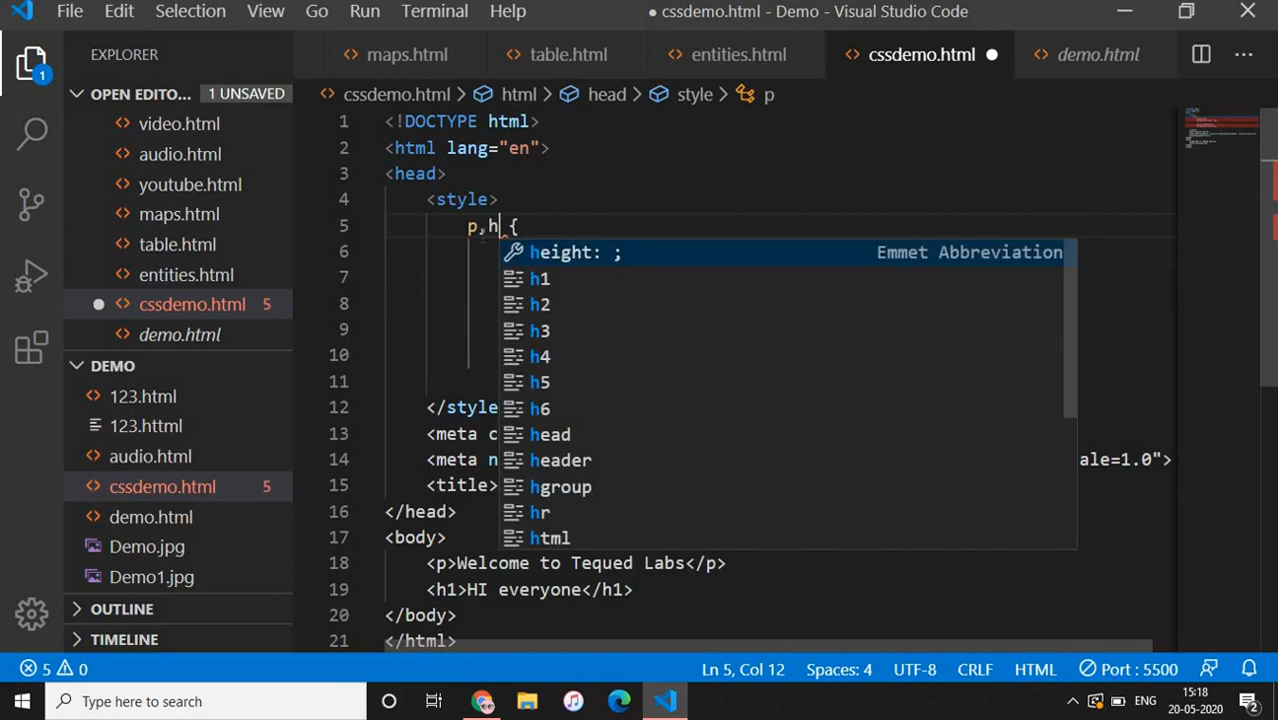 File Edit Selection View Go Run Terminal Help ● cssdemo.html - Demo - Visual Studio Code
EXPLORER
maps.html table.html entities.html cssdemo.html demo.html
OPEN EDITO... 1 UNSAVED
cssdemo.html > html > head > style > p
video.html
audio.html
youtube.html
maps.html
table.html
entities.html
cssdemo.html 5
demo.html
DEMO
123.html
123.httml
audio.html
cssdemo.html 5
demo.html
Demo.jpg
Demo1.jpg
OUTLINE
TIMELINE
1
1 <!DOCTYPE html>
2 <html lang="en">
3 <head>
4 <style>
5 p,h {
6
7
8
9
10
11
12 </style
13 <meta c
14 <meta n ale=1.0">
15 <title>
16 </head>
17 <body>
18 <p>Welcome to Tequed Labs</p>
19 <h1>HI everyone</h1>
20 </body>
21 </html>
height: ; Emmet Abbreviation
h1
h2
h3
h4
h5
h6
head
header
hgroup
hr
html
5 0 Ln 5, Col 12 Spaces: 4 UTF-8 CRLF HTML Port : 5500
Type here to search
ENG
15:18
20-05-2020
2